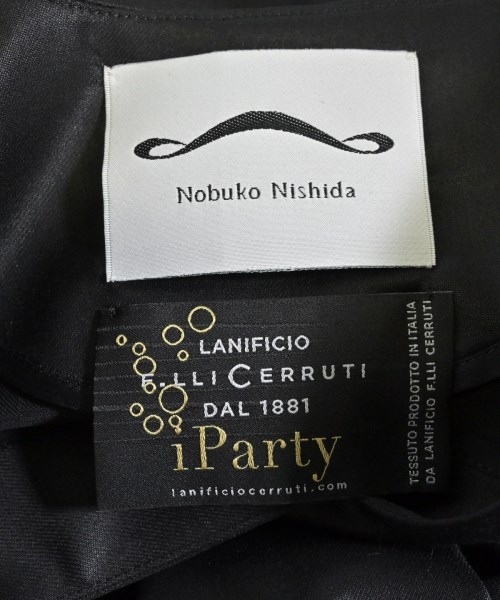 Nobuko Nishida
LANIFICIO
F.LLI CERRUTI
DAL 1881
iParty
lanificiocerruti.com
TESSUTO PRODOTTO IN ITALIA
DA LANIFICIO F.LLI CERRUTI